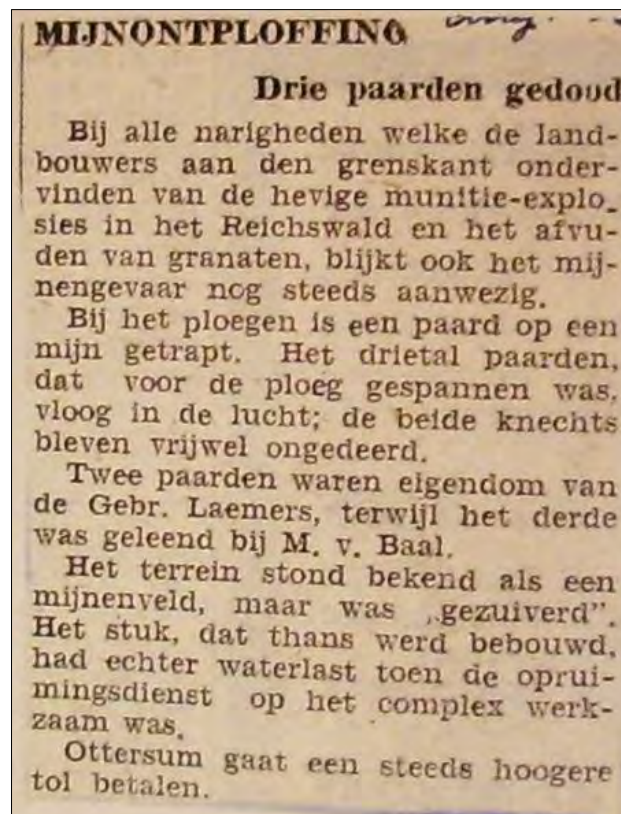 MIJNONTPLOFFING
Drie paarden gedood
Bij alle narigheden welke de land-
bouwers aan den grenskant onder-
vinden van de hevige munitie-explo-
sies in het Reichswald en het afvu-
den van granaten, blijkt ook het mij-
nengevaar nog steeds aanwezig.
Bij het ploegen is een paard op een
mijn getrapt. Het drietal paarden,
dat voor de ploeg gespannen was,
vloog in de lucht; de beide knechts
bleven vrijwel ongedeerd.
Twee paarden waren eigendom van
de Gebr. Laemers, terwijl het derde
was geleend bij M. v. Baal.
Het terrein stond bekend als een
mijnenveld, maar was „gezuiverd”.
Het stuk, dat thans werd bebouwd,
had echter waterlast toen de oprui-
mingsdienst op het complex werk-
zaam was.
Ottersum gaat een steeds hoogere
tol betalen.